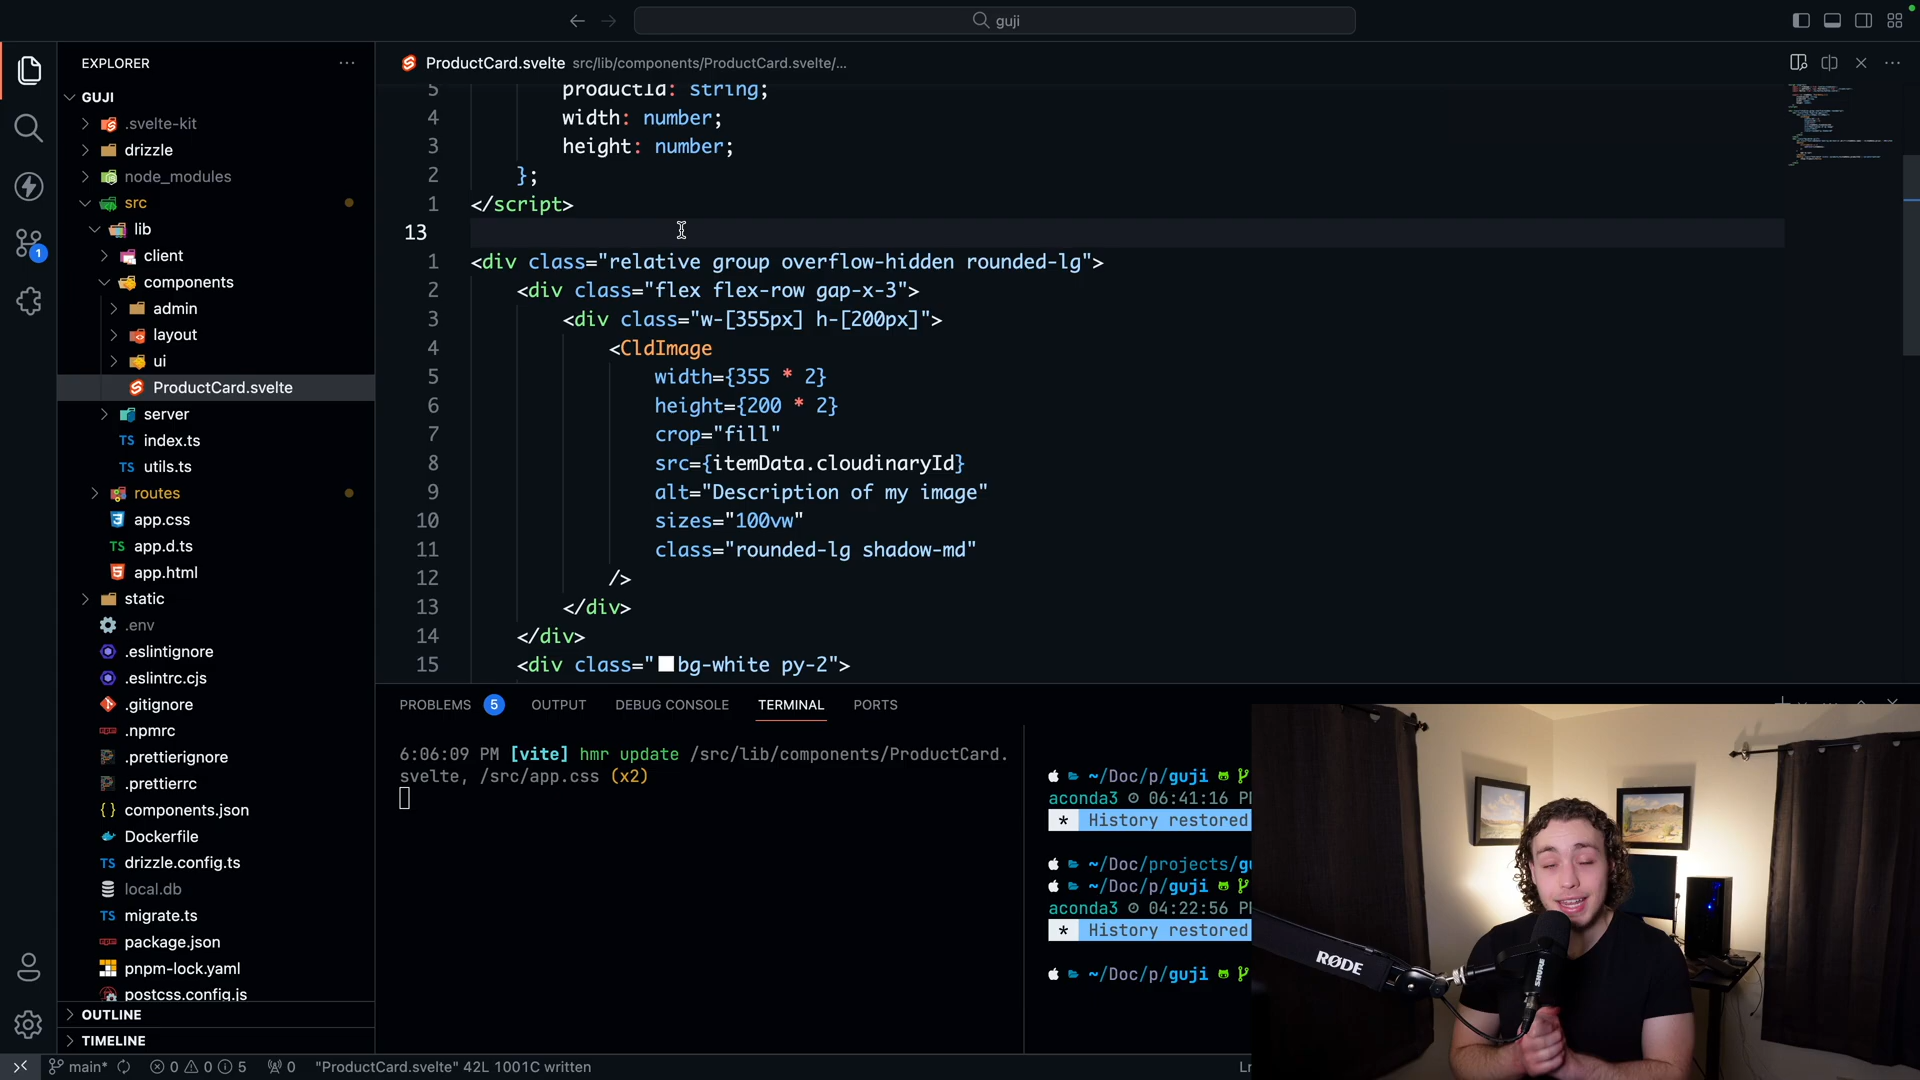 guji
EXPLORER
GUJI
.svelte-kit
drizzle
node_modules
src
lib
client
components
admin
layout
ui
ProductCard.svelte
server
TS index.ts
TS utils.ts
routes
app.css
TS app.d.ts
app.html
static
.env
.eslintignore
.eslintrc.cjs
.gitignore
.npmrc
.prettierignore
.prettierrc
components.json
Dockerfile
TS drizzle.config.ts
local.db
TS migrate.ts
package.json
pnpm-lock.yaml
postcss.config.js
OUTLINE
TIMELINE
1
ProductCard.svelte src/lib/components/ProductCard.svelte/...
5 productId: string;
4 width: number;
3 height: number;
2 };
1 </script>
13
1 <div class="relative group overflow-hidden rounded-lg">
2 <div class="flex flex-row gap-x-3">
3 <div class="w-[355px] h-[200px]">
4 <CldImage
5 width={355 * 2}
6 height={200 * 2}
7 crop="fill"
8 src={itemData.cloudinaryId}
9 alt="Description of my image"
10 sizes="100vw"
11 class="rounded-lg shadow-md"
12 />
13 </div>
14 </div>
15 <div class="bg-white py-2">
PROBLEMS 5 OUTPUT DEBUG CONSOLE TERMINAL PORTS
6:06:09 PM [vite] hmr update /src/lib/components/ProductCard.
svelte, /src/app.css (x2)
~/Doc/p/guji
aconda3 06:41:16 P
* History restored
~/Doc/projects/gu
~/Doc/p/guji
aconda3 04:22:56 P
* History restored
~/Doc/p/guji
RØDE
SHURE
main* 0 0 5 0 "ProductCard.svelte" 42L 1001C written